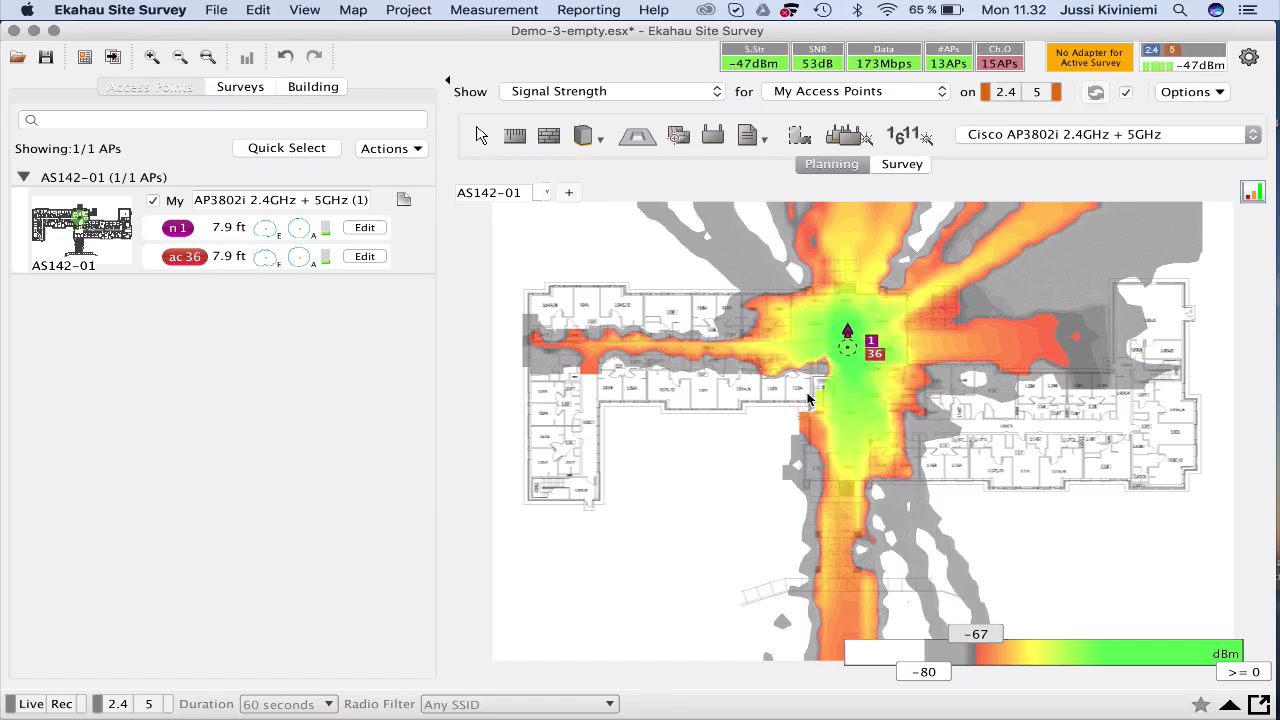 Ekahau Site Survey File Edit View Map Project Measurement Reporting Help 65 % Mon 11.32 Jussi Kiviniemi
Demo-3-empty.esx* - Ekahau Site Survey
S.Str SNR Data #APs Ch.O
-47dBm 53dB 173Mbps 13APs 15APs
No Adapter for
Active Survey
2.4 5
-47dBm
Access Points Surveys Building
Show Signal Strength for My Access Points on 2.4 5 Options
Showing:1/1 APs Quick Select Actions
Cisco AP3802i 2.4GHz + 5GHz
1611
Planning Survey
AS142-01 (1/1 APs)
AS142-01 +
My AP3802i 2.4GHz + 5GHz (1)
n 1 7.9 ft E A Edit
ac 36 7.9 ft E A Edit
AS142-01
1
36
-67
dBm
-80 >= 0
Live Rec 2.4 5 Duration 60 seconds Radio Filter Any SSID